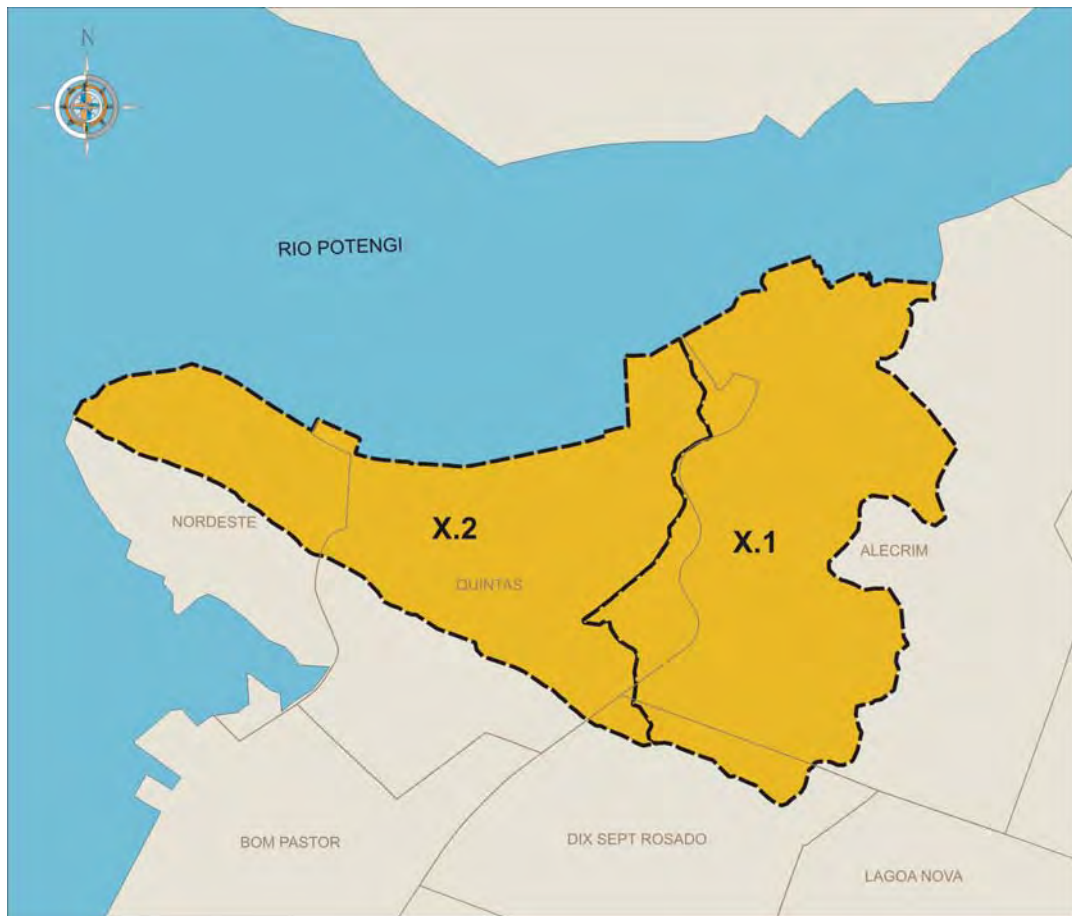 N
RIO POTENGI
NORDESTE
X.2
X.1
ALECRIM
QUINTAS
BOM PASTOR
DIX SEPT ROSADO
LAGOA NOVA